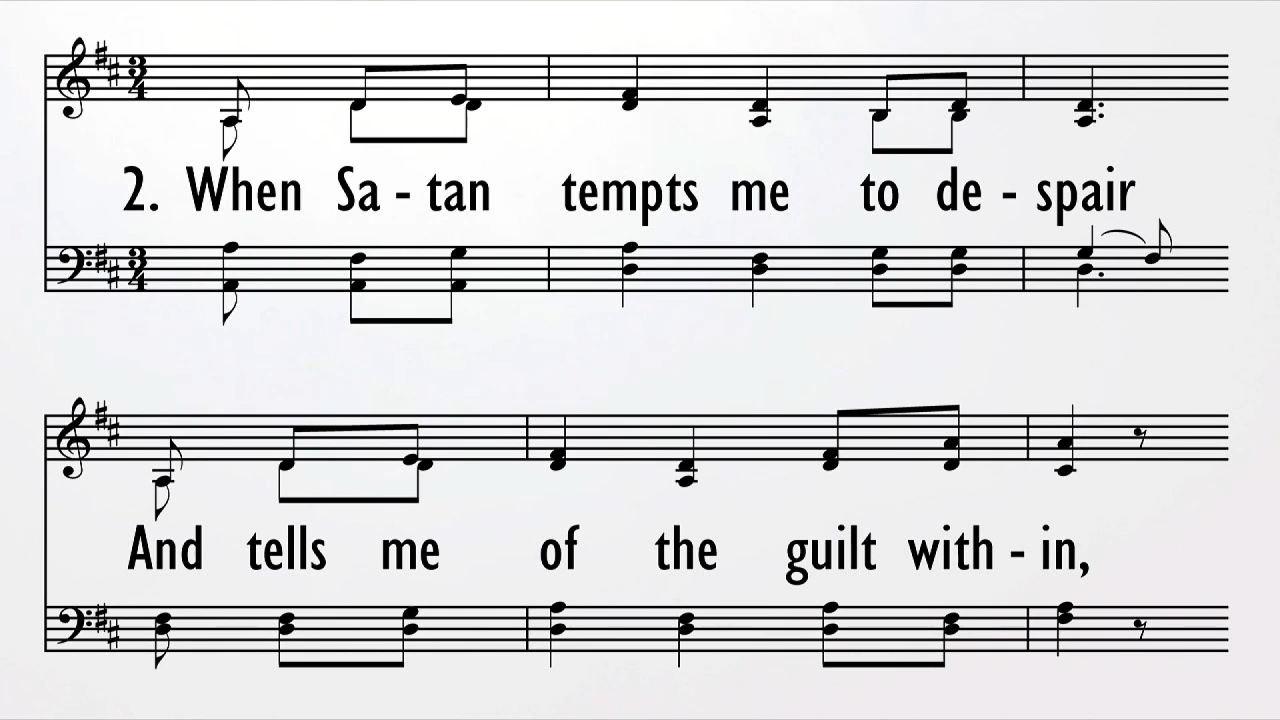 2. When Sa - tan tempts me to de - spair
And tells me of the guilt with - in,